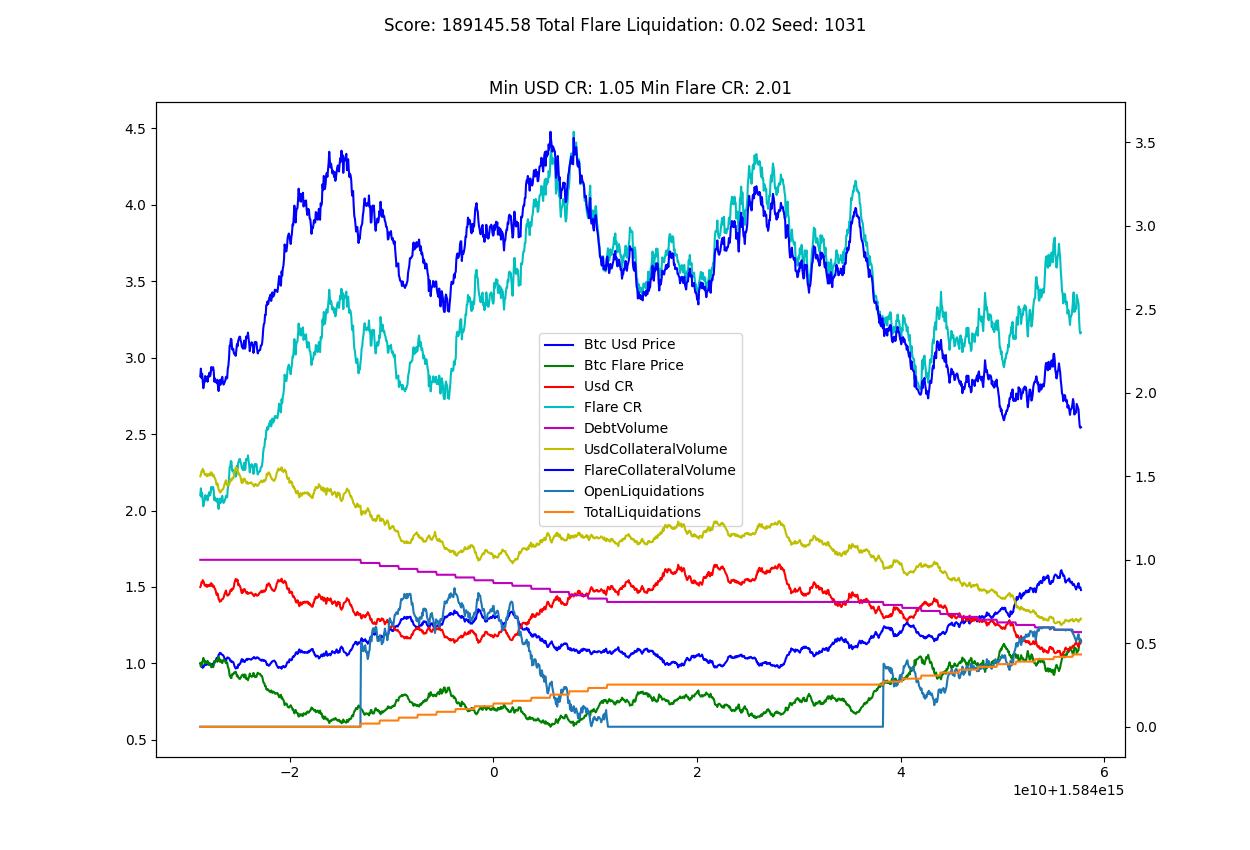 Score: 189145.58 Total Flare Liquidation: 0.02 Seed: 1031
Min USD CR: 1.05 Min Flare CR: 2.01
4.5
4.0
3.5
3.0
2.5
2.0
1.5
1.0
0.5
3.5
3.0
2.5
2.0
1.5
1.0
0.5
0.0
Btc Usd Price
Btc Flare Price
Usd CR
Flare CR
DebtVolume
UsdCollateralVolume
FlareCollateralVolume
OpenLiquidations
TotalLiquidations
−2 0 2 4 6
1e10+1.584e15